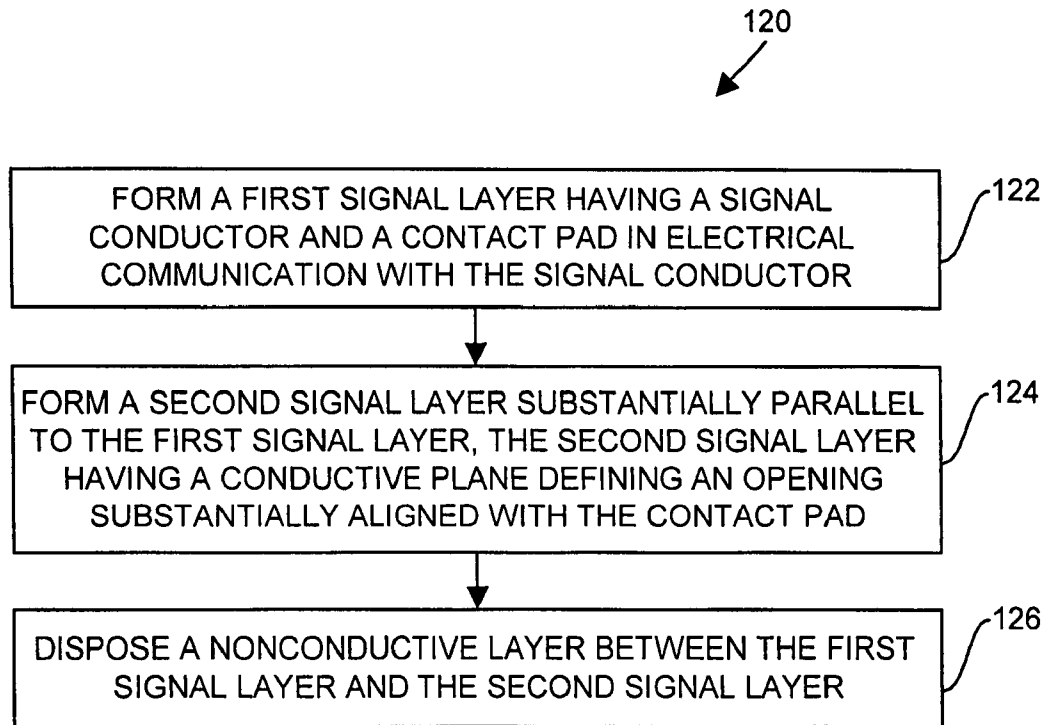 120
FORM A FIRST SIGNAL LAYER HAVING A SIGNAL
CONDUCTOR AND A CONTACT PAD IN ELECTRICAL
COMMUNICATION WITH THE SIGNAL CONDUCTOR
122
FORM A SECOND SIGNAL LAYER SUBSTANTIALLY PARALLEL
TO THE FIRST SIGNAL LAYER, THE SECOND SIGNAL LAYER
HAVING A CONDUCTIVE PLANE DEFINING AN OPENING
SUBSTANTIALLY ALIGNED WITH THE CONTACT PAD
124
DISPOSE A NONCONDUCTIVE LAYER BETWEEN THE FIRST
SIGNAL LAYER AND THE SECOND SIGNAL LAYER
126